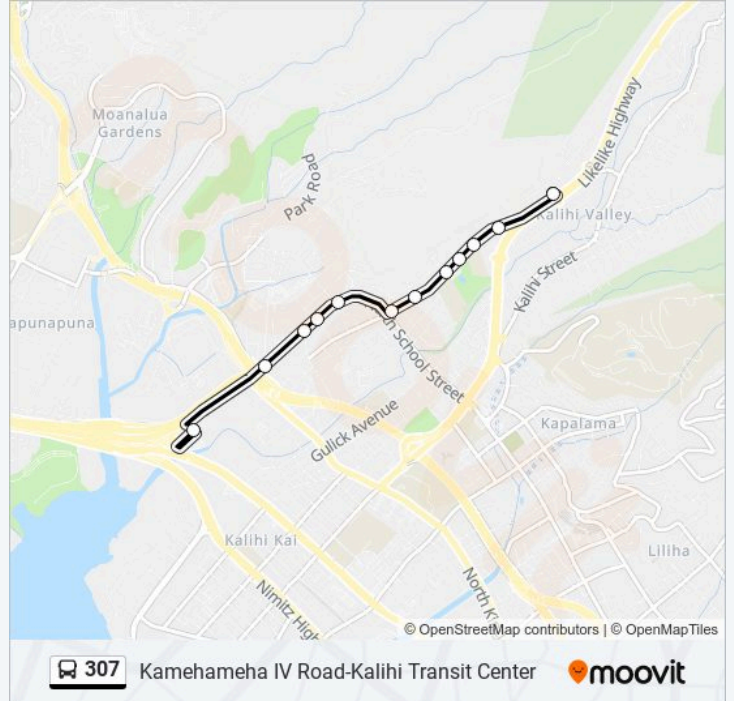 Moanalua
Gardens
Likelike Highway
Park Road
Kalihi Valley
Kalihi Street
apunapuna
School Street
Gulick Avenue
Kapalama
Kalihi Kai
Liliha
Nimitz High
North K
© OpenStreetMap contributors | © OpenMapTiles
307 Kamehameha IV Road-Kalihi Transit Center moovit